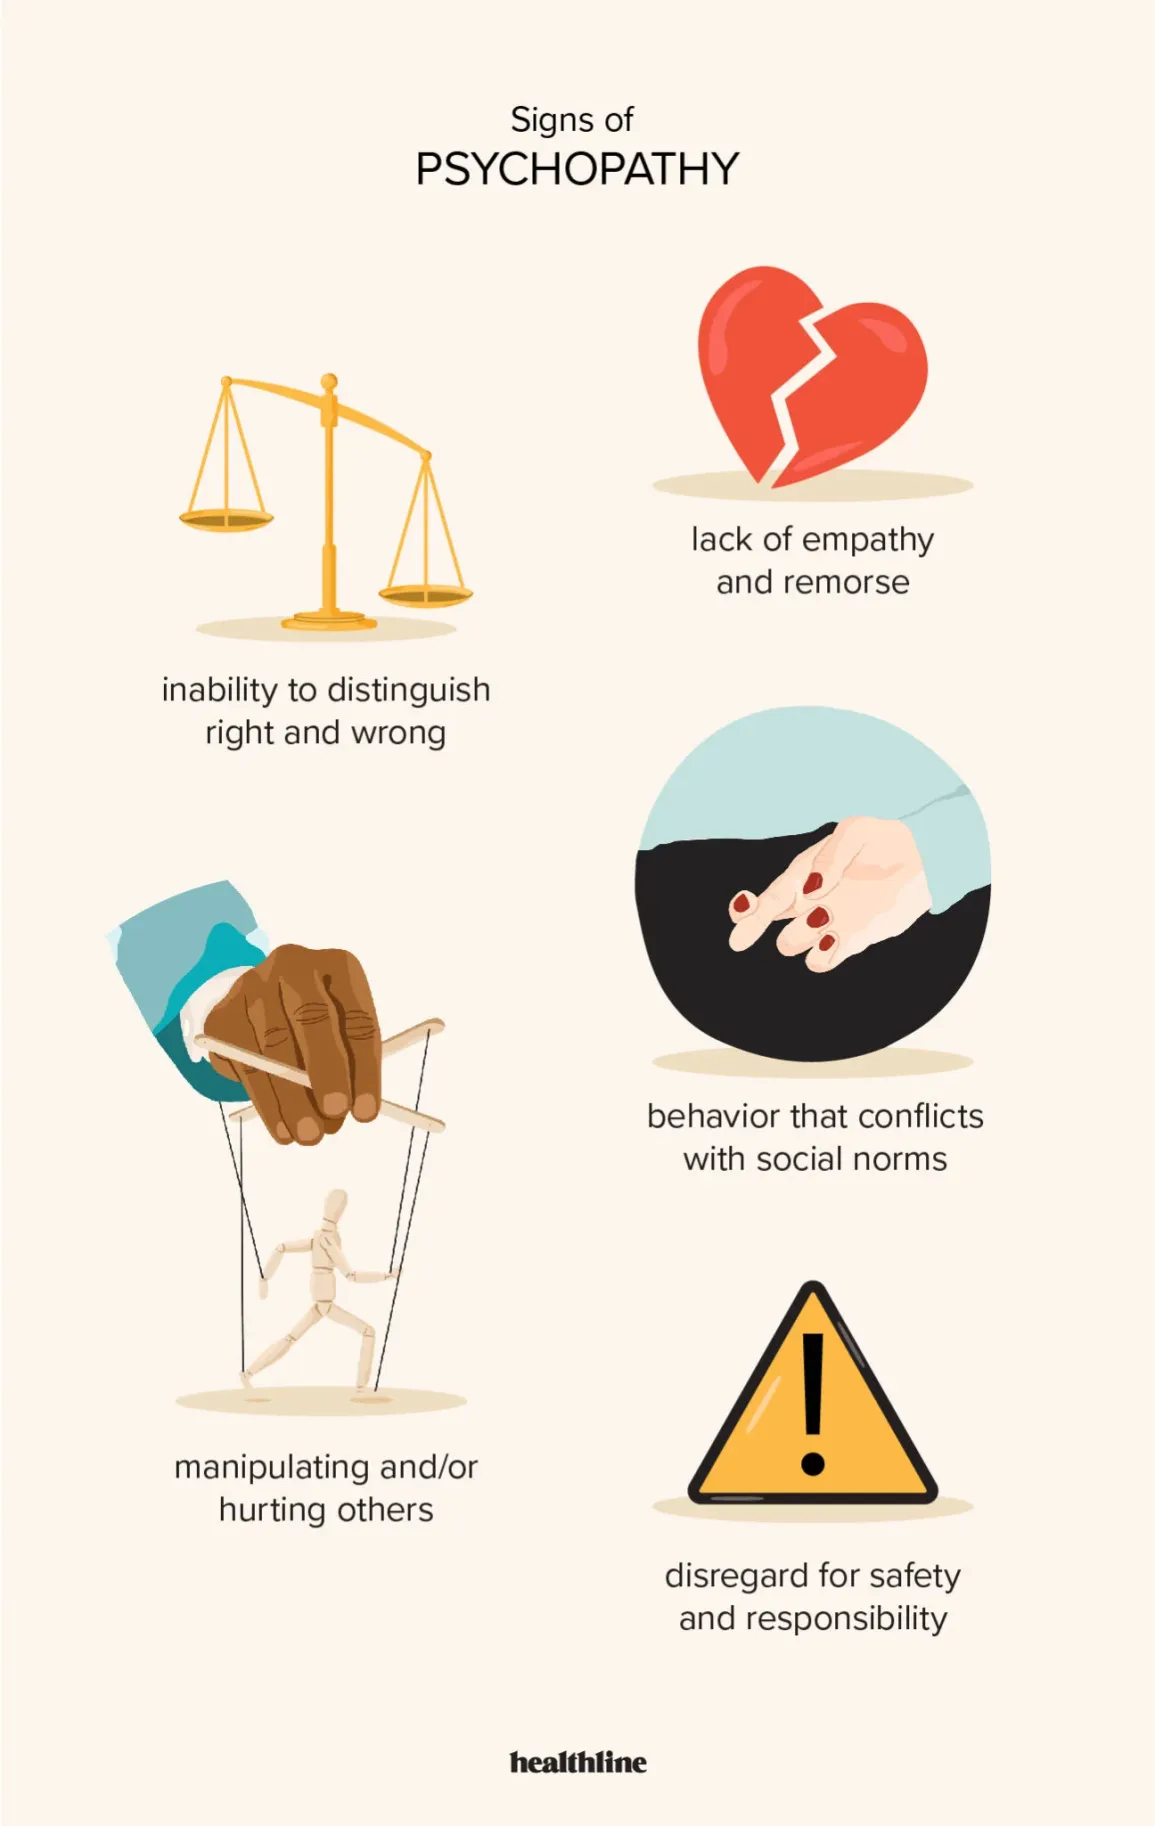 Signs of
PSYCHOPATHY
lack of empathy
and remorse
inability to distinguish
right and wrong
behavior that conflicts
with social norms
manipulating and/or
hurting others
disregard for safety
and responsibility
healthline